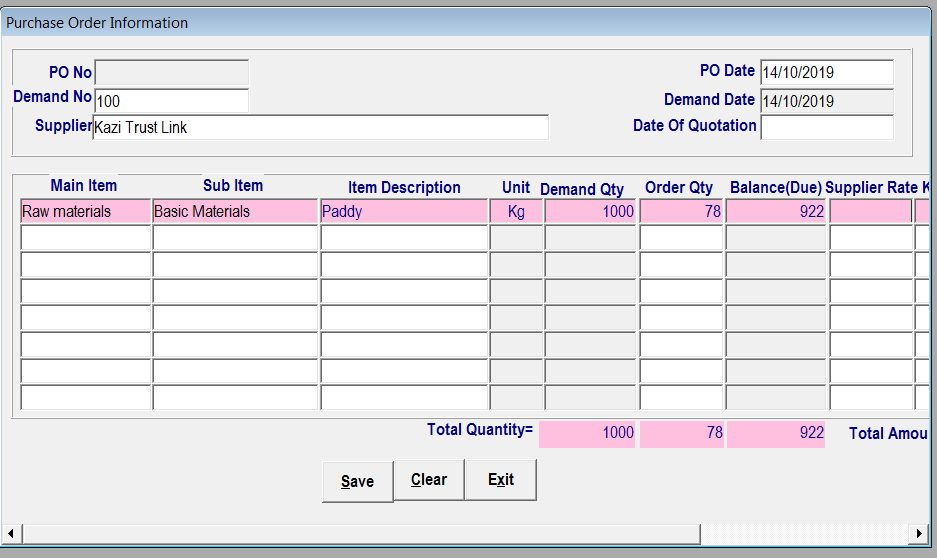 Purchase Order Information
PO No
PO Date 14/10/2019
Demand No 100
Demand Date 14/10/2019
Supplier Kazi Trust Link
Date Of Quotation
Main Item Sub Item Item Description Unit Demand Qty Order Qty Balance(Due) Supplier Rate K
Raw materials Basic Materials Paddy Kg 1000 78 922
Total Quantity= 1000 78 922 Total Amou
Save Clear Exit